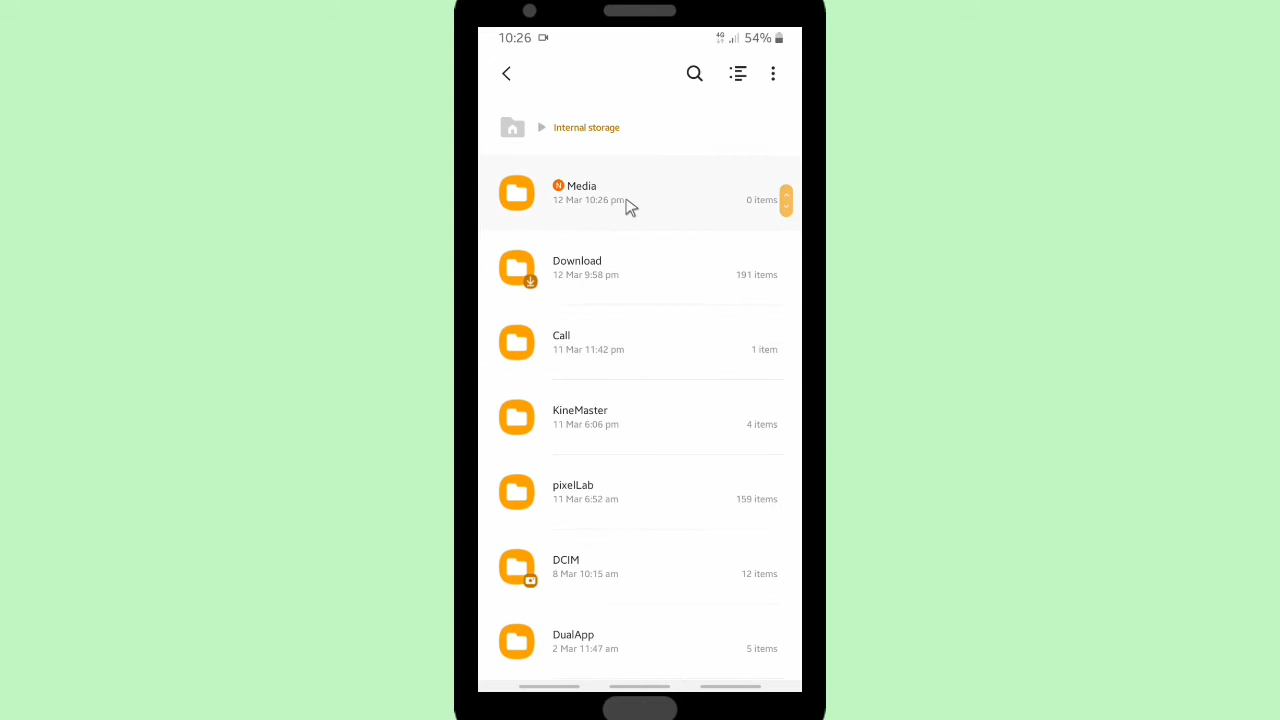 10:26 4G 54%
Internal storage
N Media
12 Mar 10:26 pm 0 items
Download
12 Mar 9:58 pm 191 items
Call
11 Mar 11:42 pm 1 item
KineMaster
11 Mar 6:06 pm 4 items
pixelLab
11 Mar 6:52 am 159 items
DCIM
8 Mar 10:15 am 12 items
DualApp
2 Mar 11:47 am 5 items